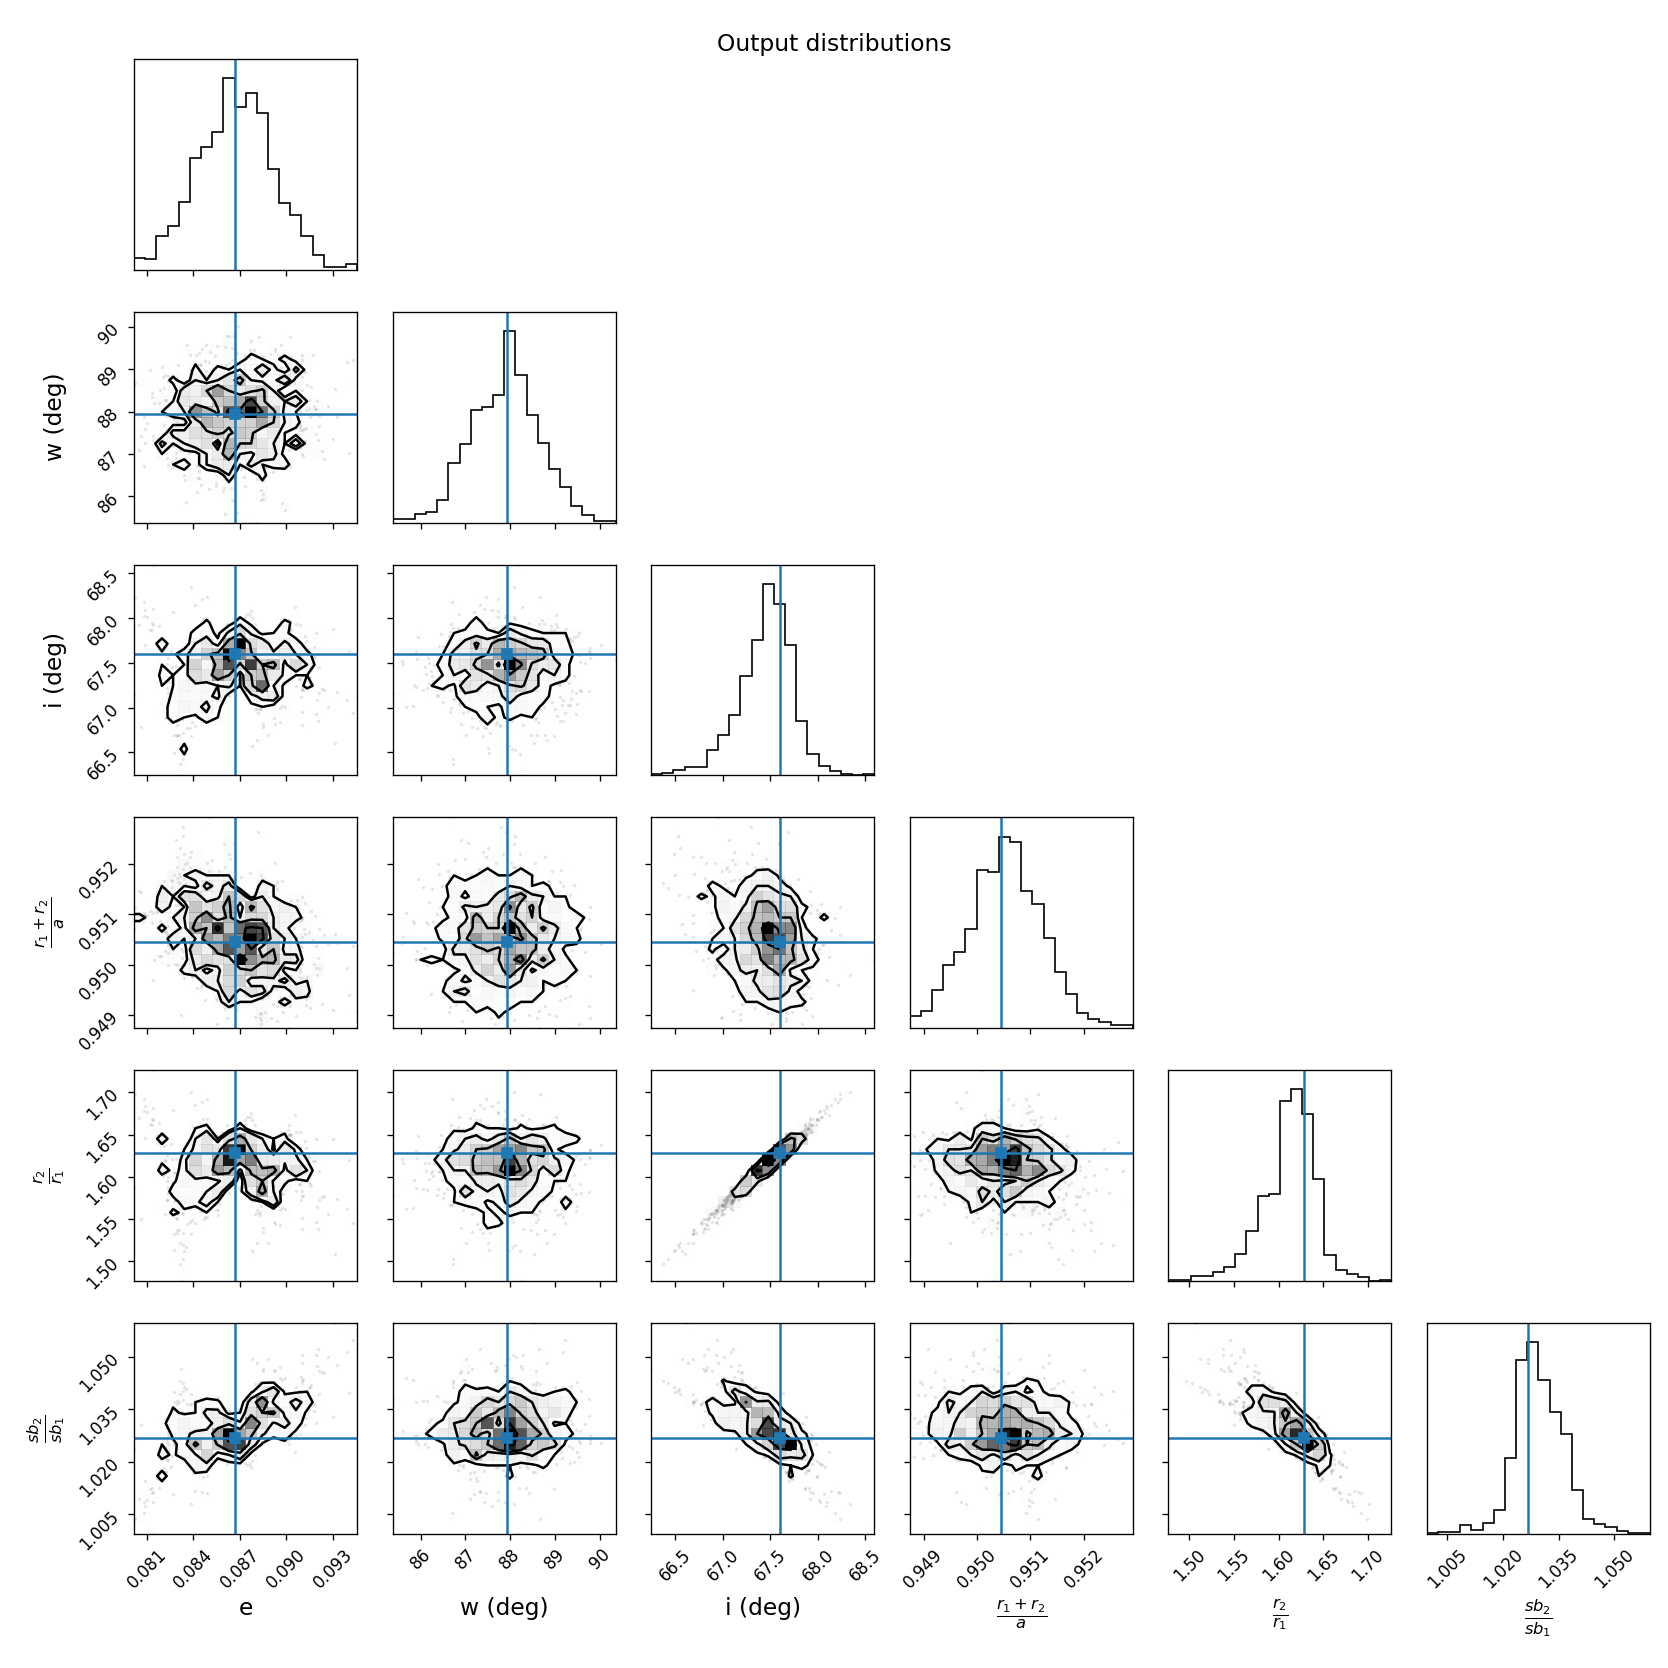 Output distributions
w (deg)
90
89
88
87
86
i (deg)
68.5
68.0
67.5
67.0
66.5
r₁ + r₂
a
0.952
0.951
0.950
0.949
r₂
r₁
1.70
1.65
1.60
1.55
1.50
sb₂
sb₁
1.050
1.035
1.020
1.005
0.081 0.084 0.087 0.090 0.093 86 87 88 89 90 66.5 67.0 67.5 68.0 68.5 0.949 0.950 0.951 0.952 1.50 1.55 1.60 1.65 1.70 1.005 1.020 1.035 1.050
e w (deg) i (deg) r₁ + r₂ r₂ sb₂
a r₁ sb₁